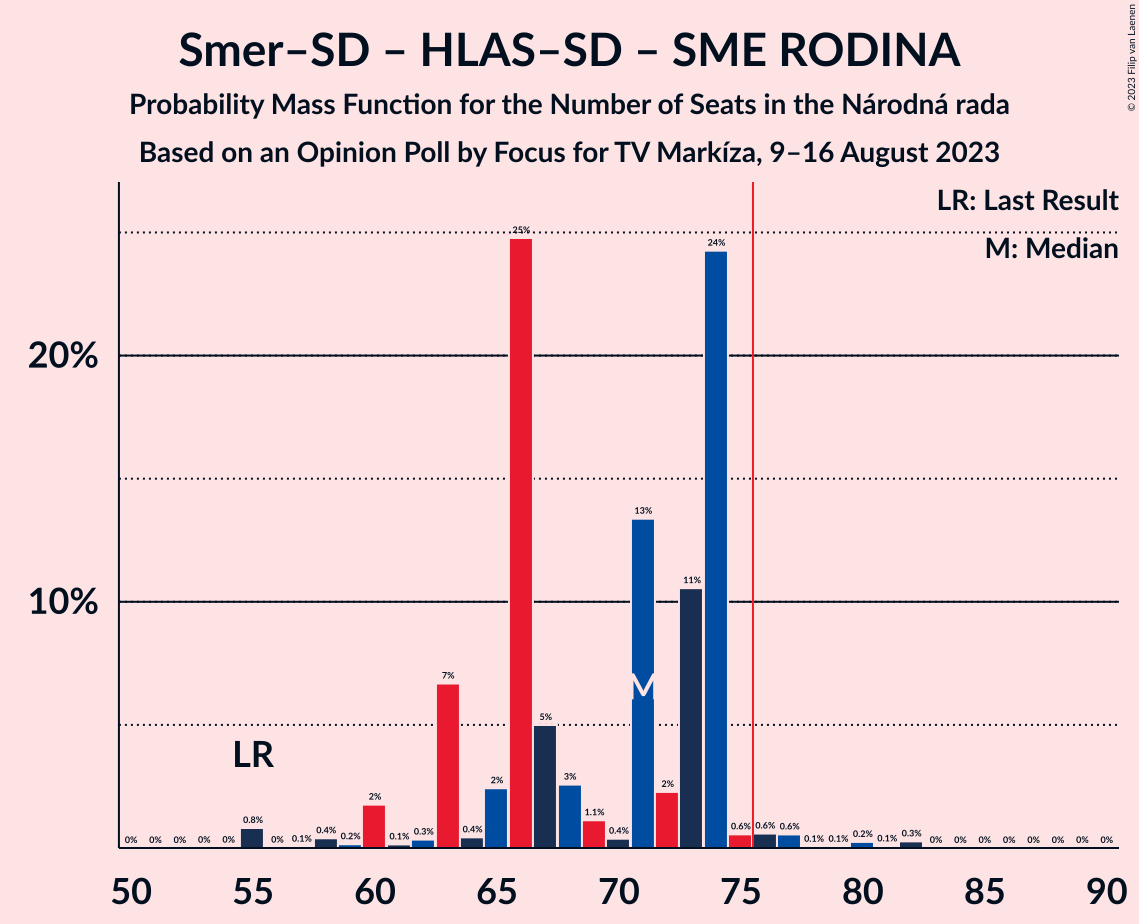 Smer–SD – HLAS–SD – SME RODINA
Probability Mass Function for the Number of Seats in the Národná rada
Based on an Opinion Poll by Focus for TV Markíza, 9–16 August 2023
© 2023 Filip van Laenen
LR: Last Result
M: Median
20%
10%
0% 0% 0% 0% 0% 0.8% 0% 0.1% 0.4% 0.2% 2% 0.1% 0.3% 7% 0.4% 2% 25% 5% 3% 1.1% 0.4% 13% 2% 11% 24% 0.6% 0.6% 0.6% 0.1% 0.1% 0.2% 0.1% 0.3% 0% 0% 0% 0% 0% 0% 0% 0%
LR
M
50 55 60 65 70 75 80 85 90